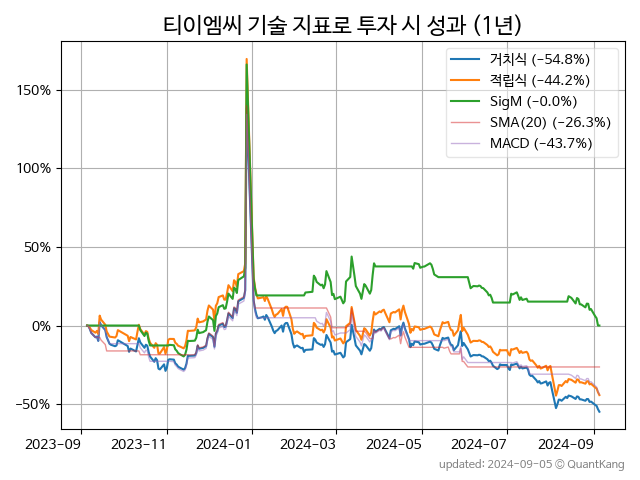 티이엠씨 기술 지표로 투자 시 성과 (1년)
거치식 (−54.8%)
적립식 (−44.2%)
SigM (−0.0%)
SMA(20) (−26.3%)
MACD (−43.7%)
150%
100%
50%
0%
−50%
2023-09 2023-11 2024-01 2024-03 2024-05 2024-07 2024-09
updated: 2024-09-05 © QuantKang